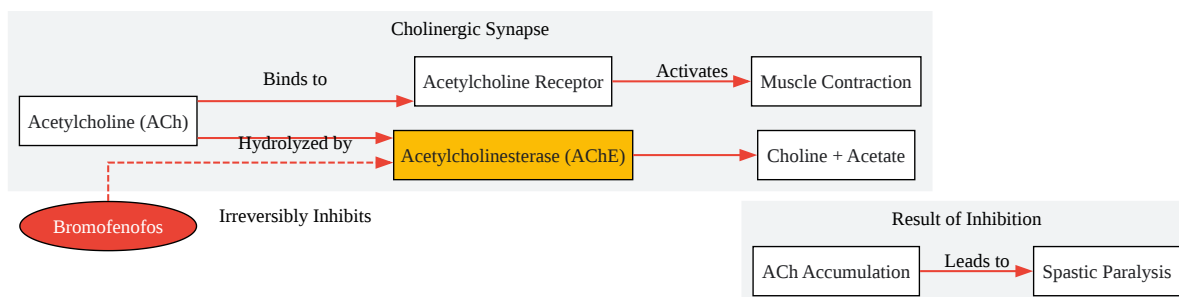 Cholinergic Synapse
Binds to
Acetylcholine Receptor
Activates
Muscle Contraction
Acetylcholine (ACh)
Hydrolyzed by
Acetylcholinesterase (AChE)
Choline + Acetate
Bromofenofos
Irreversibly Inhibits
Result of Inhibition
ACh Accumulation
Leads to
Spastic Paralysis